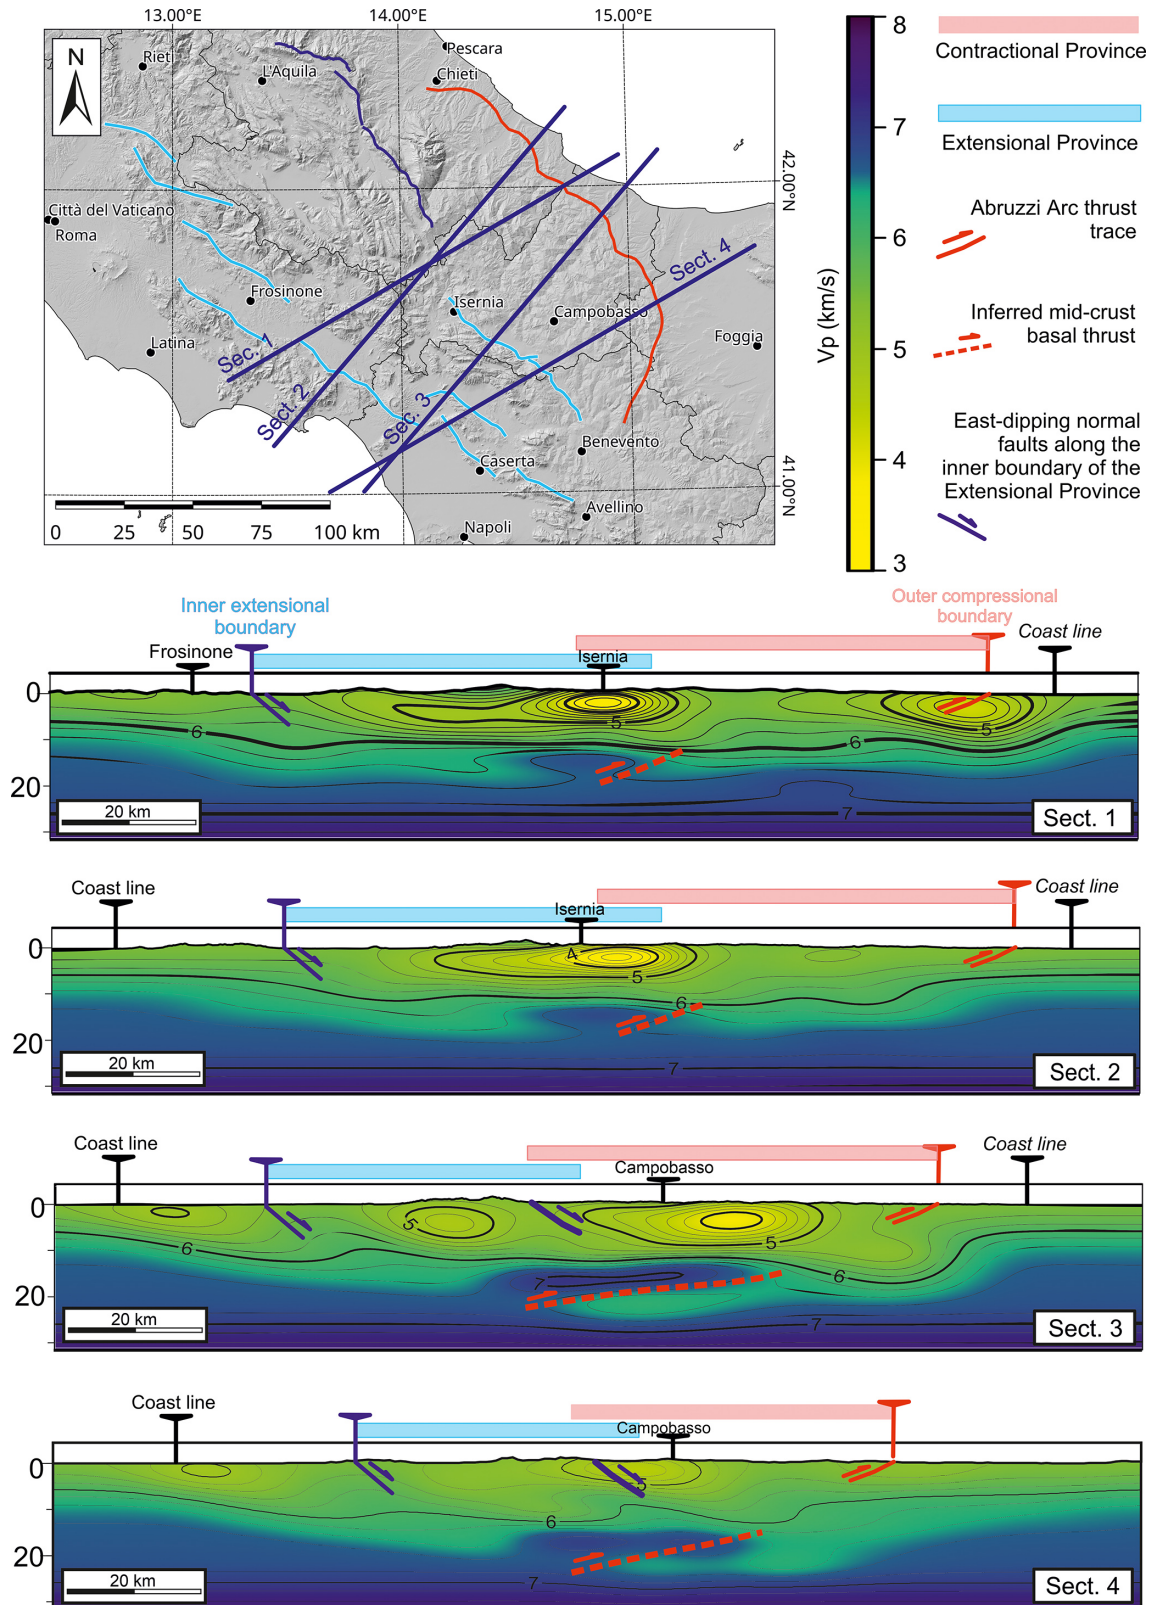 13.00°E
14.00°E
15.00°E
N
Rieti
L'Aquila
Pescara
Chieti
42.00°N
Città del Vaticano
Roma
Frosinone
Isernia
Campobasso
Sect. 4
Foggia
Latina
Sec. 1
Sect. 2
Sec. 3
Benevento
Caserta
Avellino
Napoli
41.00°N
0 25 50 75 100 km
Vp (km/s)
8
7
6
5
4
3
Contractional Province
Extensional Province
Abruzzi Arc thrust
trace
Inferred mid-crust
basal thrust
East-dipping normal
faults along the
inner boundary of the
Extensional Province
Inner extensional
boundary
Outer compressional
boundary
Frosinone
Isernia
Coast line
0
20
6
5
6
5
7
20 km
Sect. 1
Coast line
Isernia
Coast line
0
20
4
5
6
7
20 km
Sect. 2
Coast line
Campobasso
Coast line
0
20
6
5
5
7
6
7
20 km
Sect. 3
Coast line
Campobasso
0
20
5
6
7
20 km
Sect. 4